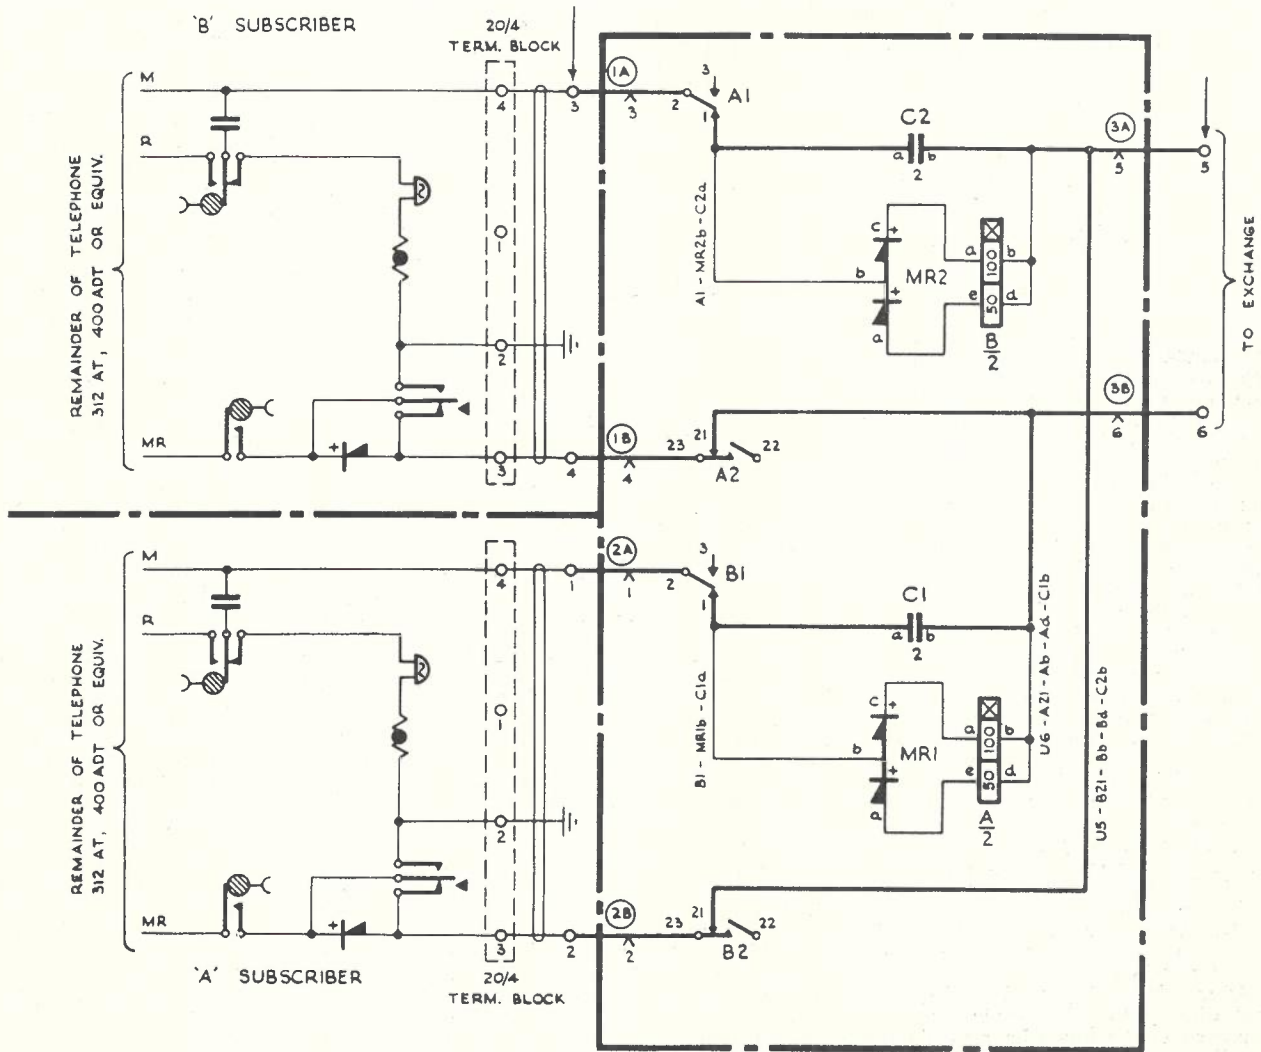 'B' SUBSCRIBER
20/4
TERM. BLOCK
M
R
MR
REMAINDER OF TELEPHONE
312 AT, 400 ADT OR EQUIV.
4
1
2
3
3
4
1A
3
1B
4
3
2
1
A1
C2
a b
2
3A
5
5
A1 - MR2b - C2a
c
+
b
+
a
MR2
a 100 b
e 50 d
B
2
3B
6
6
TO EXCHANGE
23
21
22
A2
M
R
MR
REMAINDER OF TELEPHONE
312 AT, 400 ADT OR EQUIV.
+
+
4
1
2
3
1
2
2A
1
2B
2
3
2
1
B1
C1
a b
2
B1 - MR1b - C1a
c
+
b
+
a
MR1
a 100 b
e 50 d
A
2
U6 - A21 - Ab - Ad - C1b
U5 - B21 - Bb - Bd - C2b
23
21
22
B2
'A' SUBSCRIBER
20/4
TERM. BLOCK